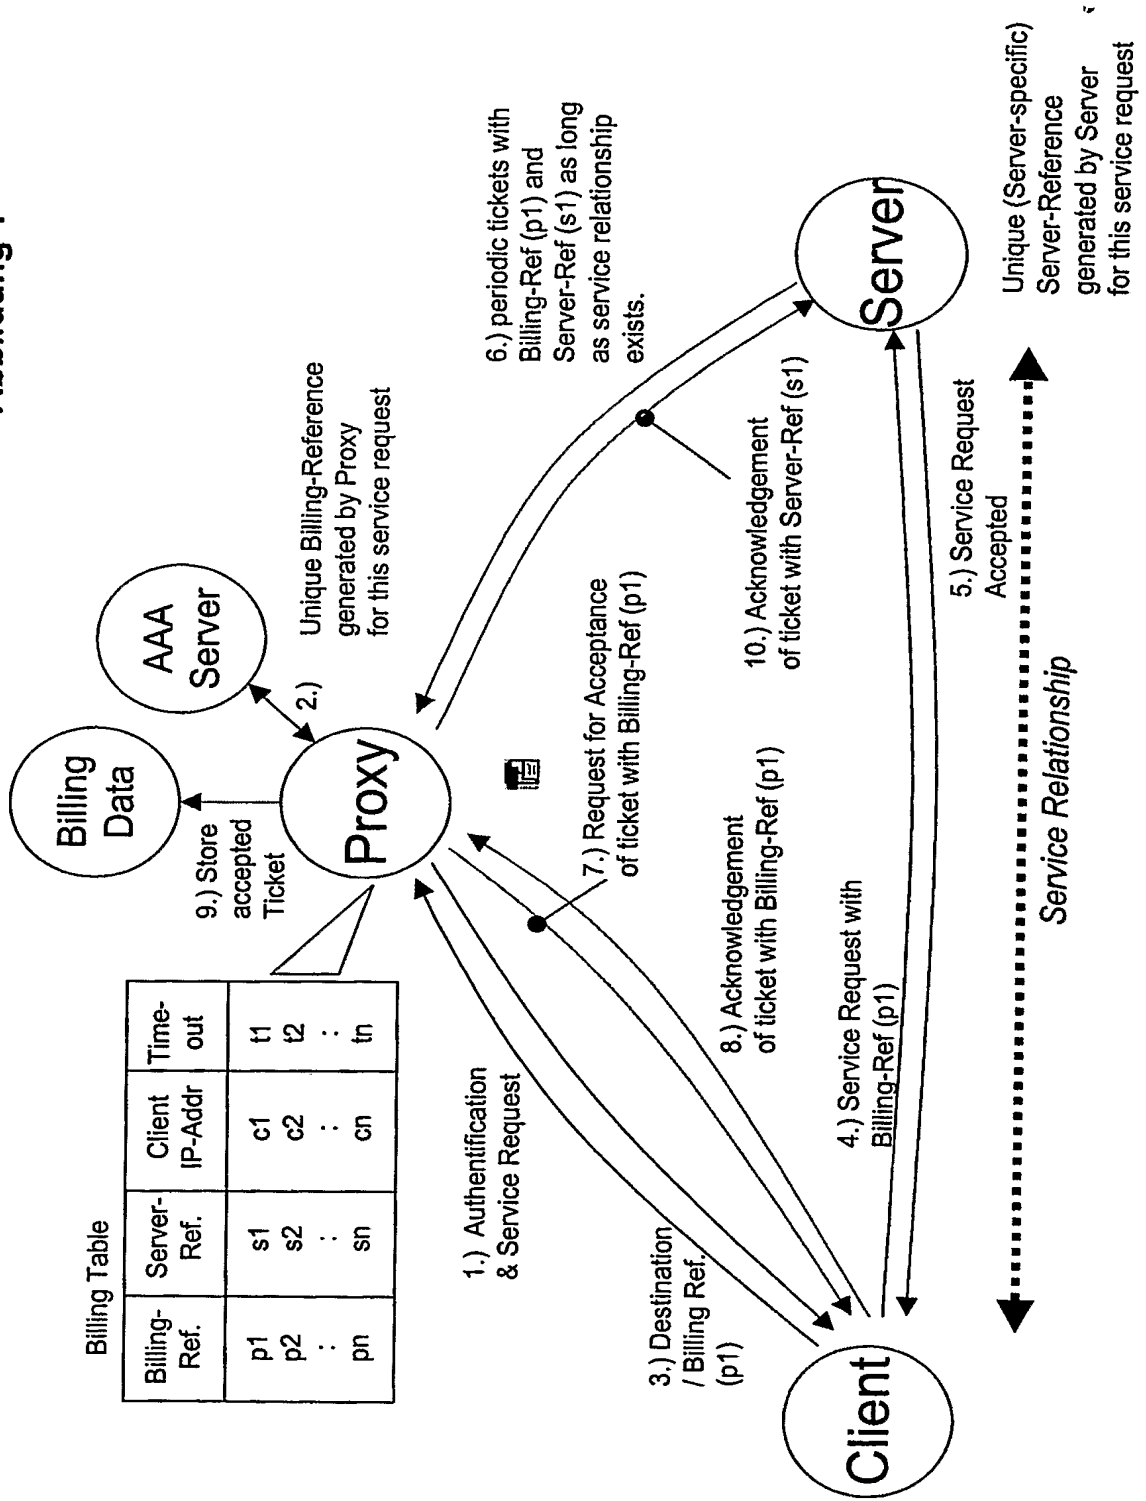 Abbildung
Billing Table
Billing-
Ref.
Server-
Ref.
Client
IP-Addr
Time-
out
p1 s1 c1 t1
p2 s2 c2 t2
: : : :
pn sn cn tn
Billing
Data
AAA
Server
9.) Store
accepted
Ticket
2.)
Unique Billing-Reference
generated by Proxy
for this service request
Proxy
1.) Authentification
& Service Request
6.) periodic tickets with
Billing-Ref (p1) and
Server-Ref (s1) as long
as service relationship
exists.
7.) Request for Acceptance
of ticket with Billing-Ref (p1)
3.) Destination
/ Billing Ref.
(p1)
8.) Acknowledgement
of ticket with Billing-Ref (p1)
10.) Acknowledgement
of ticket with Server-Ref (s1)
4.) Service Request with
Billing-Ref (p1)
Client
Server
5.) Service Request
Accepted
Service Relationship
Unique (Server-specific)
Server-Reference
generated by Server
for this service request